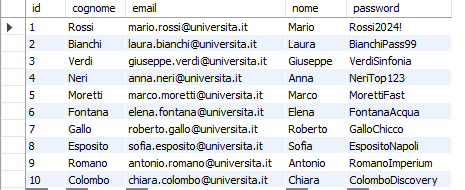 id cognome email nome password
1 Rossi mario.rossi@universita.it Mario Rossi2024!
2 Bianchi laura.bianchi@universita.it Laura BianchiPass99
3 Verdi giuseppe.verdi@universita.it Giuseppe VerdiSinfonia
4 Neri anna.neri@universita.it Anna NeriTop123
5 Moretti marco.moretti@universita.it Marco MorettiFast
6 Fontana elena.fontana@universita.it Elena FontanaAcqua
7 Gallo roberto.gallo@universita.it Roberto GalloChicco
8 Esposito sofia.esposito@universita.it Sofia EspositoNapoli
9 Romano antonio.romano@universita.it Antonio RomanoImperium
10 Colombo chiara.colombo@universita.it Chiara ColomboDiscovery